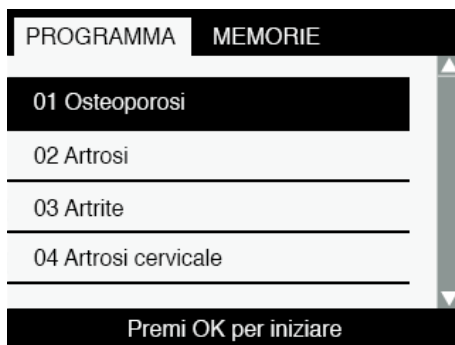 PROGRAMMA MEMORIE
01 Osteoporosi
02 Artrosi
03 Artrite
04 Artrosi cervicale
Premi OK per iniziare